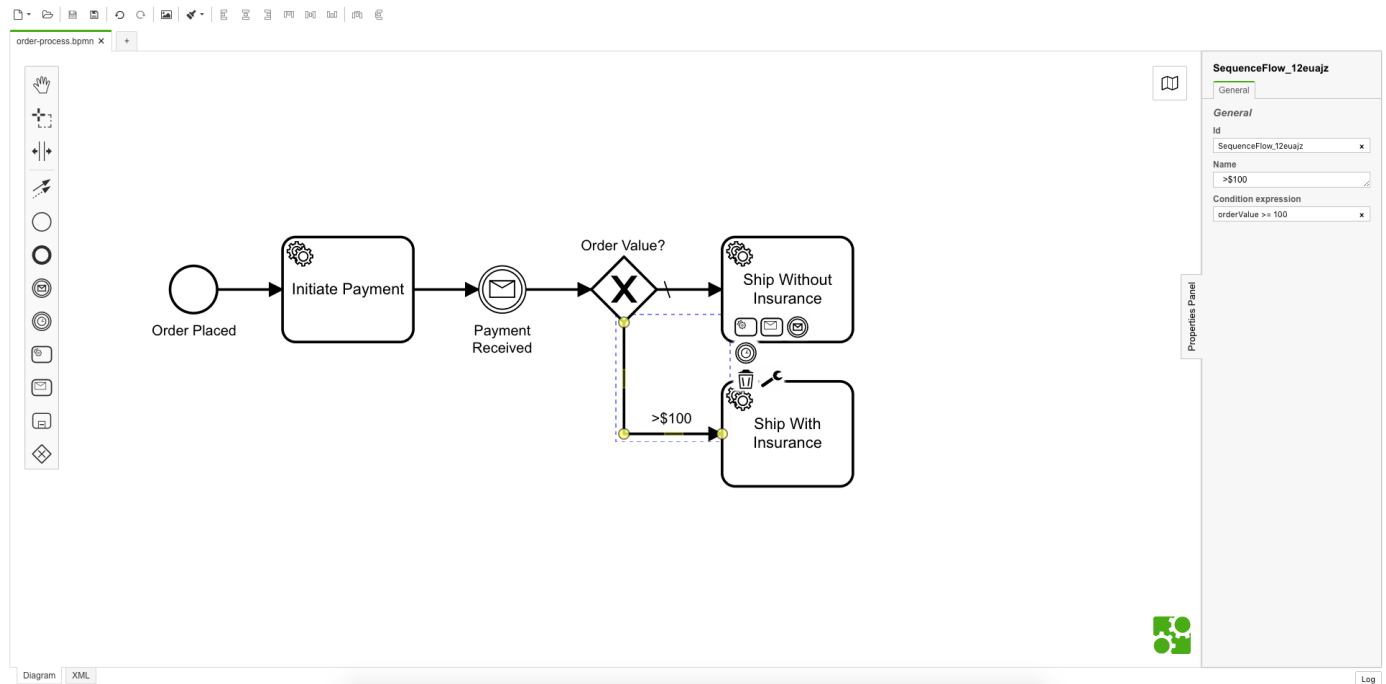 order-process.bpmn ×
+
SequenceFlow_12euajz
General
General
Id
SequenceFlow_12euajz ×
Name
>$100
Condition expression
orderValue >= 100 ×
Properties Panel
Order Value?
Initiate Payment
Ship Without
Insurance
Order Placed
Payment
Received
X
>$100
Ship With
Insurance
Diagram
XML
Log